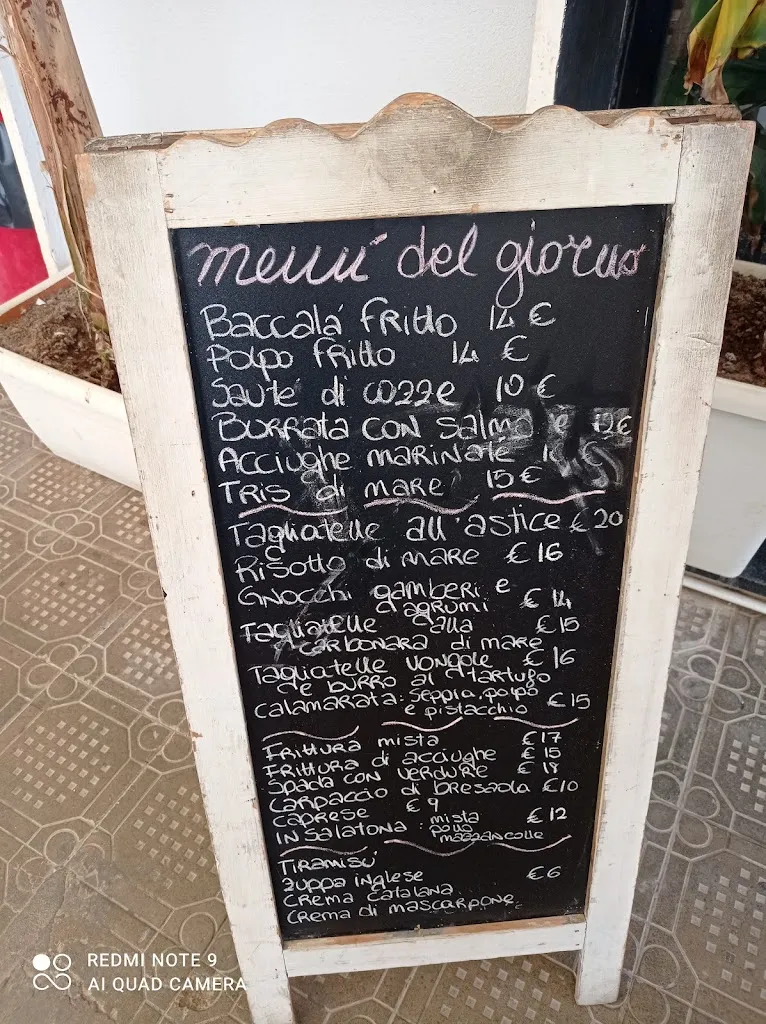 menù del giorno
Baccalà fritto 14 €
Polpo fritto 14 €
Sauté di cozze 10 €
Burrata con salmone 12€
Acciughe marinate
Tris di mare 15€
Tagliatelle all'astice € 20
Risotto di mare € 16
Gnocchi gamberi e
agrumi € 14
Tagliatelle alla € 15
carbonara di mare
Tagliatelle vongole € 16
e burro al tartufo
Calamarata: seppia, polpo
e pistacchio € 15
Frittura mista € 17
Frittura di acciughe € 15
Spada con verdure € 18
Carpaccio di bresaola €10
Caprese € 9
Insalatona: mista € 12
pollo
mazzancolle
Tiramisù
Zuppa inglese € 6
Crema catalana
Crema di mascarpone
REDMI NOTE 9
AI QUAD CAMERA